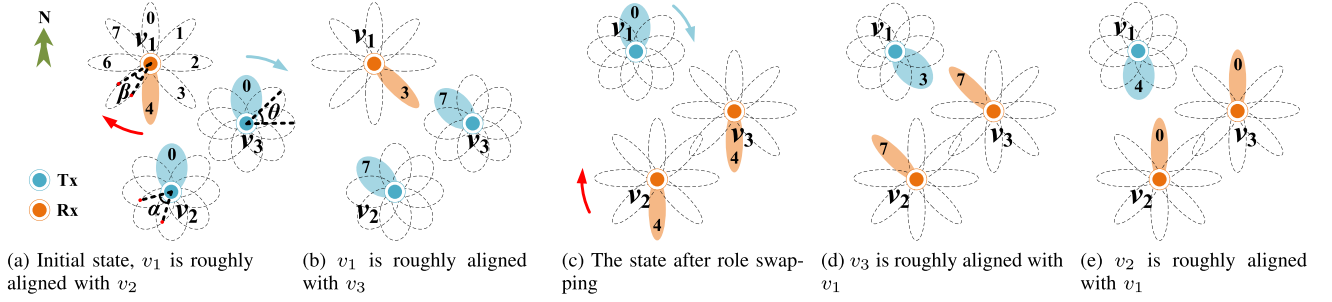 N
0
7
1
v1
6
2
β
3
4
0
θ
v3
0
α
v2
Tx
Rx
(a) Initial state, v1 is roughly
aligned with v2
v1
3
7
v3
7
v2
(b) v1 is roughly aligned
with v3
0
v1
v3
4
v2
4
(c) The state after role swap-
ping
v1
3
7
v3
7
v2
(d) v3 is roughly aligned with
v1
v1
4
0
v3
0
v2
(e) v2 is roughly aligned
with v1